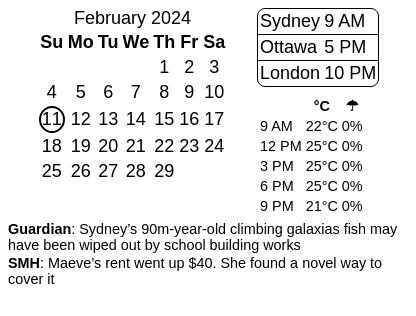 February 2024
Su Mo Tu We Th Fr Sa
1 2 3
4 5 6 7 8 9 10
11 12 13 14 15 16 17
18 19 20 21 22 23 24
25 26 27 28 29
Sydney 9 AM
Ottawa 5 PM
London 10 PM
°C ☂
9 AM 22°C 0%
12 PM 25°C 0%
3 PM 25°C 0%
6 PM 25°C 0%
9 PM 21°C 0%
Guardian: Sydney’s 90m-year-old climbing galaxias fish may
have been wiped out by school building works
SMH: Maeve’s rent went up $40. She found a novel way to
cover it